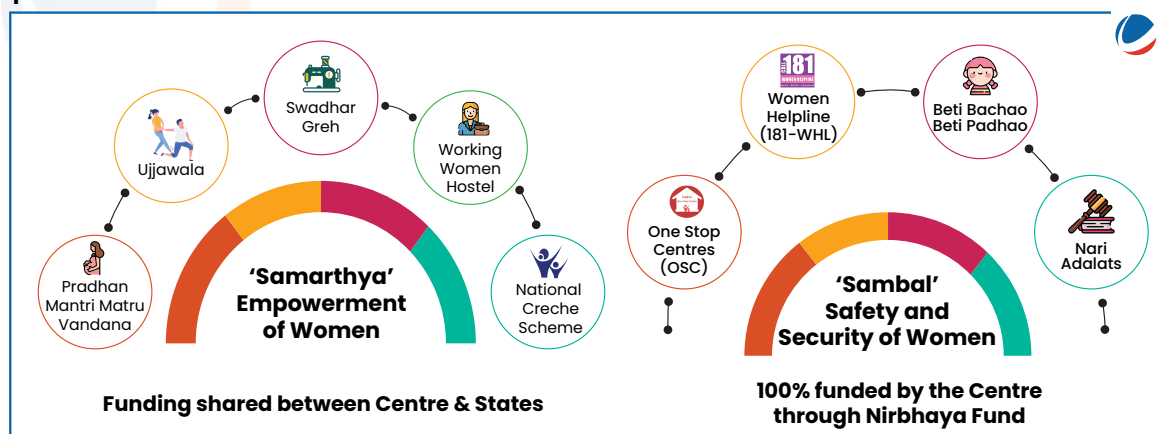 Pradhan
Mantri Matru
Vandana
Ujjawala
Swadhar
Greh
Working
Women
Hostel
National
Creche
Scheme
‘Samarthya’
Empowerment
of Women
Funding shared between Centre & States
One Stop
Centres
(OSC)
181
WOMEN HELPLINE
Women
Helpline
(181-WHL)
Beti Bachao
Beti Padhao
Nari
Adalats
‘Sambal’
Safety and
Security of Women
100% funded by the Centre
through Nirbhaya Fund